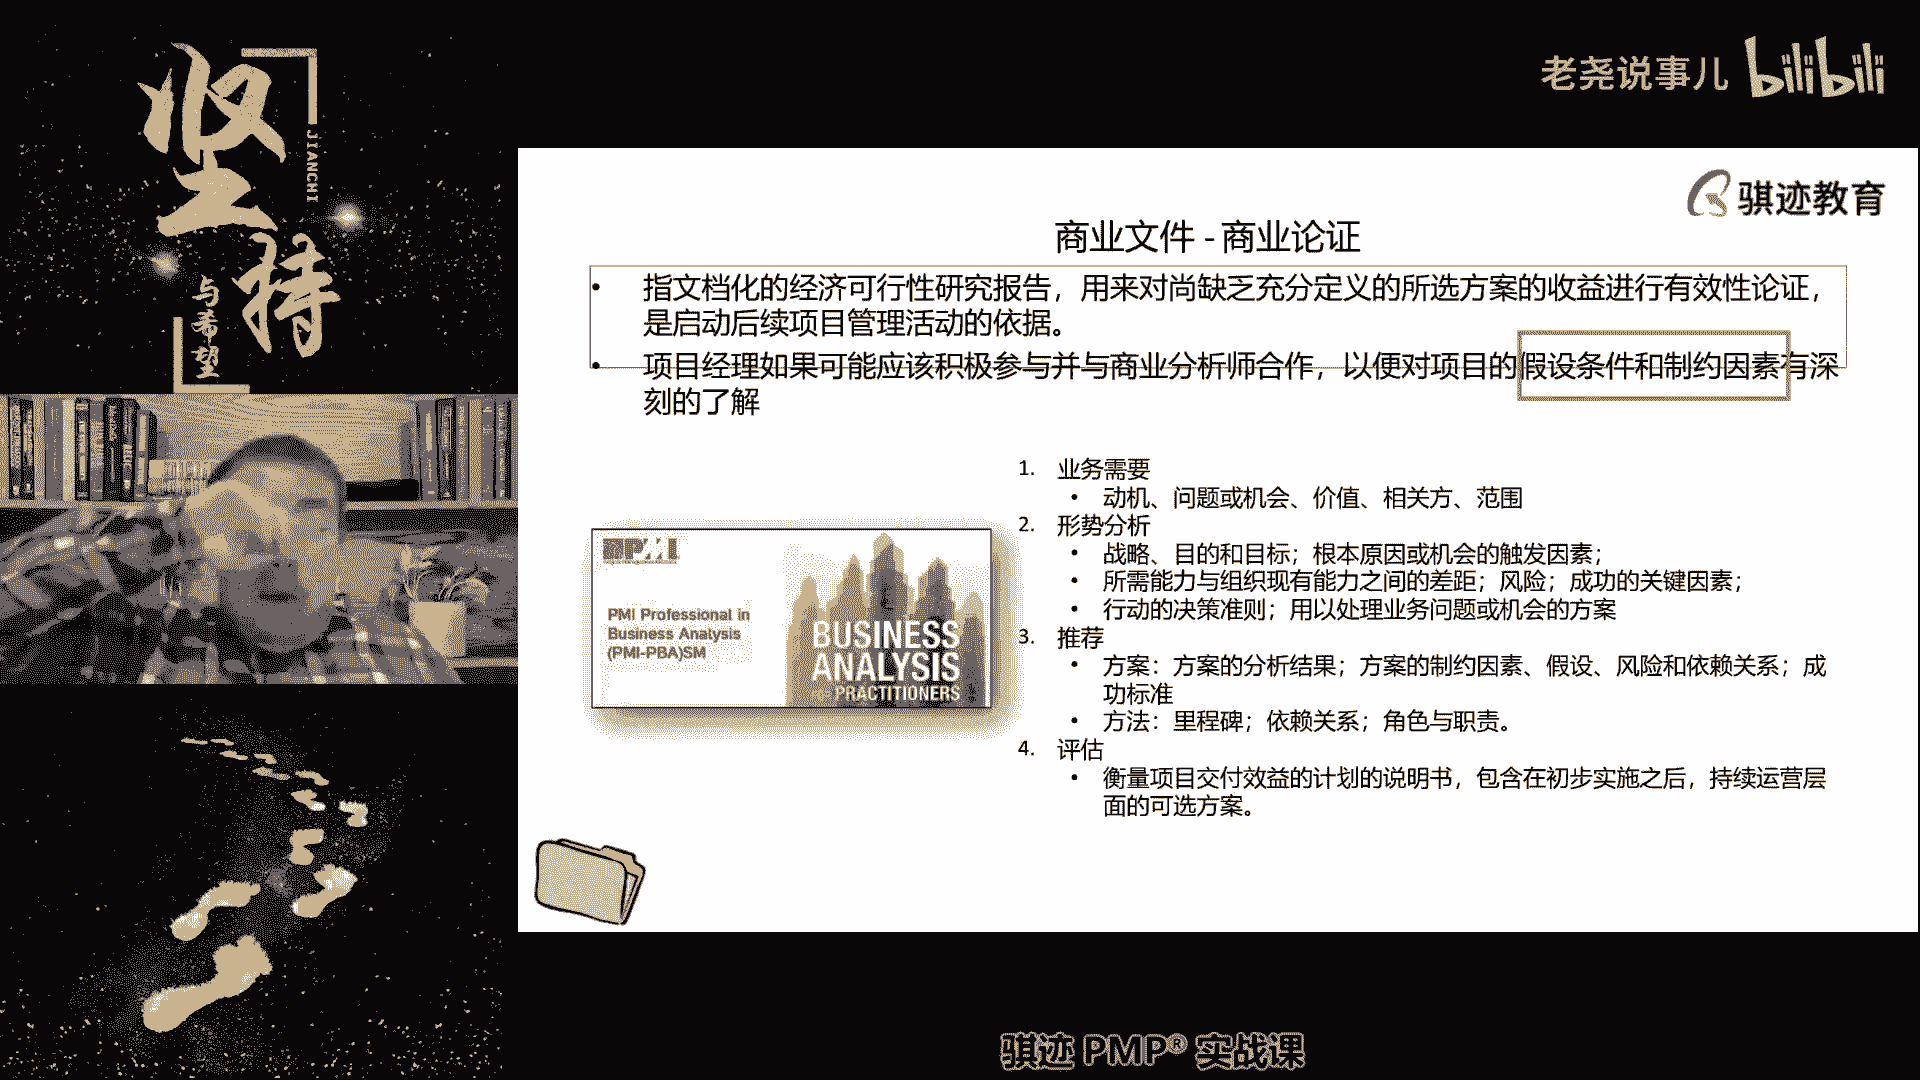 坚持
JIANCHI
与希望
老尧说事儿 bilibili
骐迹教育
商业文件 - 商业论证
• 指文档化的经济可行性研究报告，用来对尚缺乏充分定义的所选方案的收益进行有效性论证，
是启动后续项目管理活动的依据。
• 项目经理如果可能应该积极参与并与商业分析师合作，以便对项目的假设条件和制约因素有深
刻的了解
PMI
PMI Professional in
Business Analysis
(PMI-PBA)SM
BUSINESS
ANALYSIS
PRACTITIONERS
1. 业务需要
• 动机、问题或机会、价值、相关方、范围
2. 形势分析
• 战略、目的和目标；根本原因或机会的触发因素；
• 所需能力与组织现有能力之间的差距；风险；成功的关键因素；
• 行动的决策准则；用以处理业务问题或机会的方案
3. 推荐
• 方案：方案的分析结果；方案的制约因素、假设、风险和依赖关系；成
功标准
• 方法：里程碑；依赖关系；角色与职责。
4. 评估
• 衡量项目交付效益的计划的说明书，包含在初步实施之后，持续运营层
面的可选方案。
骐迹 PMP® 实战课